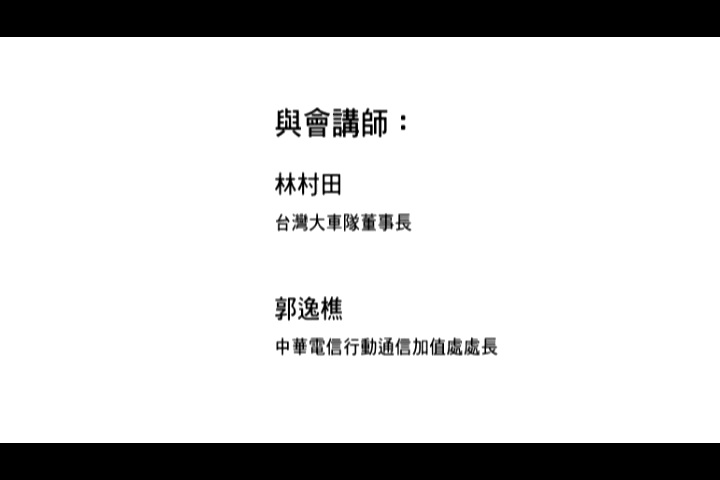 與會講師：
林村田
台灣大車隊董事長
郭逸樵
中華電信行動通信加值處處長